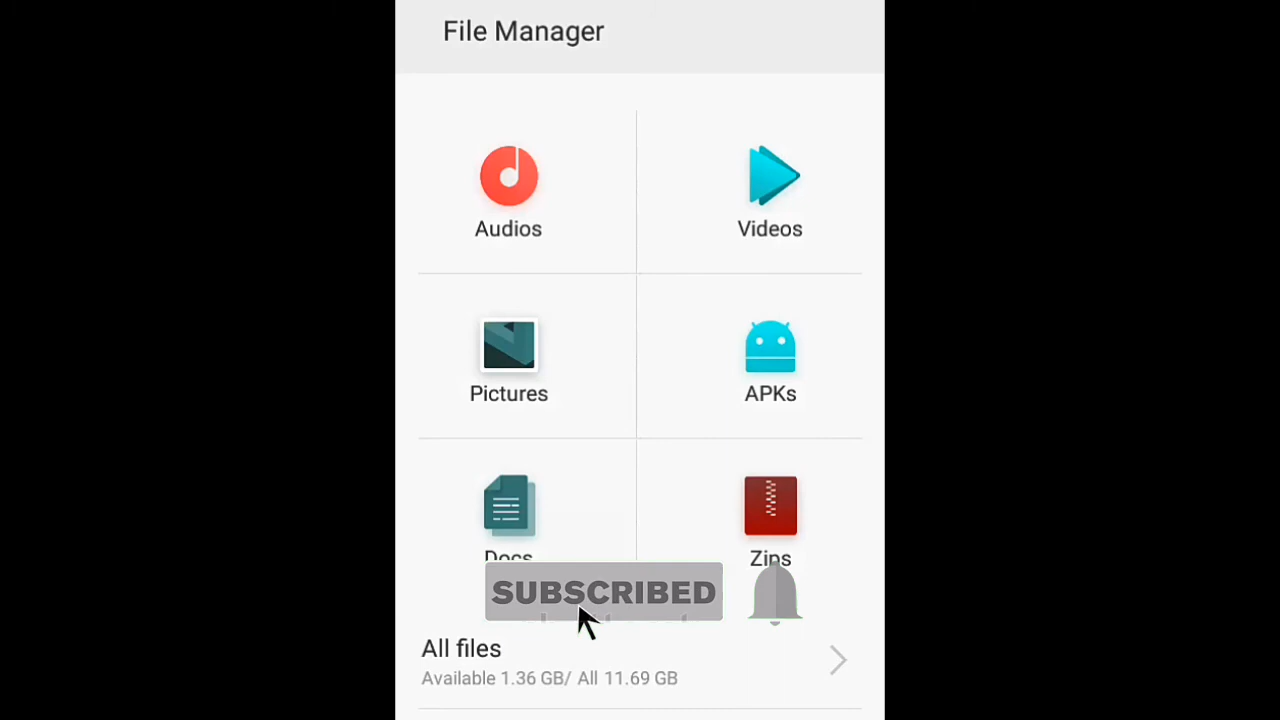 File Manager
Audios
Videos
Pictures
APKs
Docs
Zips
SUBSCRIBED
All files
Available 1.36 GB/ All 11.69 GB